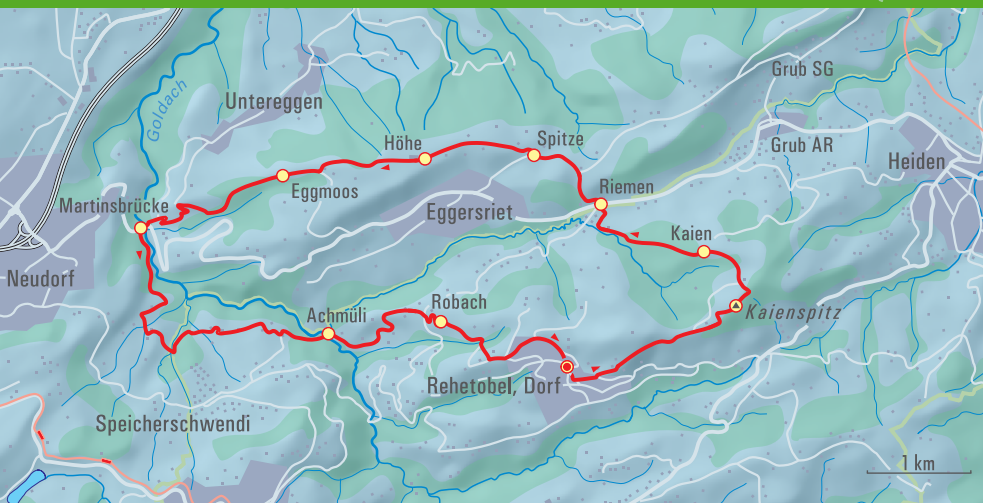 Grub SG
Goldach
Untereggen
Höhe
Spitze
Grub AR
Heiden
Eggmoos
Riemen
Martinsbrücke
Eggersriet
Kaien
Neudorf
Robach
Kaienspitz
Achmüli
Rehetobel, Dorf
Speicherschwendi
1 km